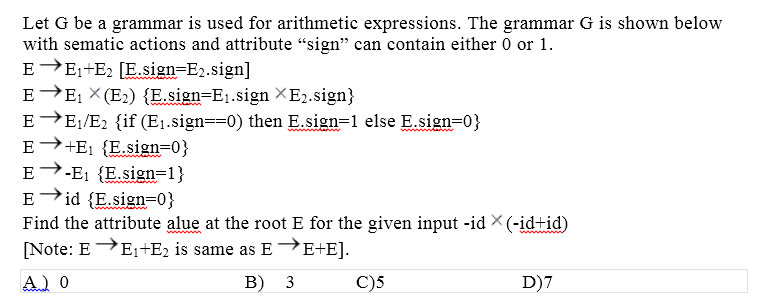 Let G be a grammar is used for arithmetic expressions. The grammar G is shown below
with sematic actions and attribute “sign” can contain either 0 or 1.
E→E₁+E₂ [E.sign=E₂.sign]
E→E₁ ×(E₂) {E.sign=E₁.sign ×E₂.sign}
E→E₁/E₂ {if (E₁.sign==0) then E.sign=1 else E.sign=0}
E→+E₁ {E.sign=0}
E→-E₁ {E.sign=1}
E→id {E.sign=0}
Find the attribute alue at the root E for the given input -id ×(-id+id)
[Note: E→E₁+E₂ is same as E→E+E].
A.) 0 B) 3 C)5 D)7